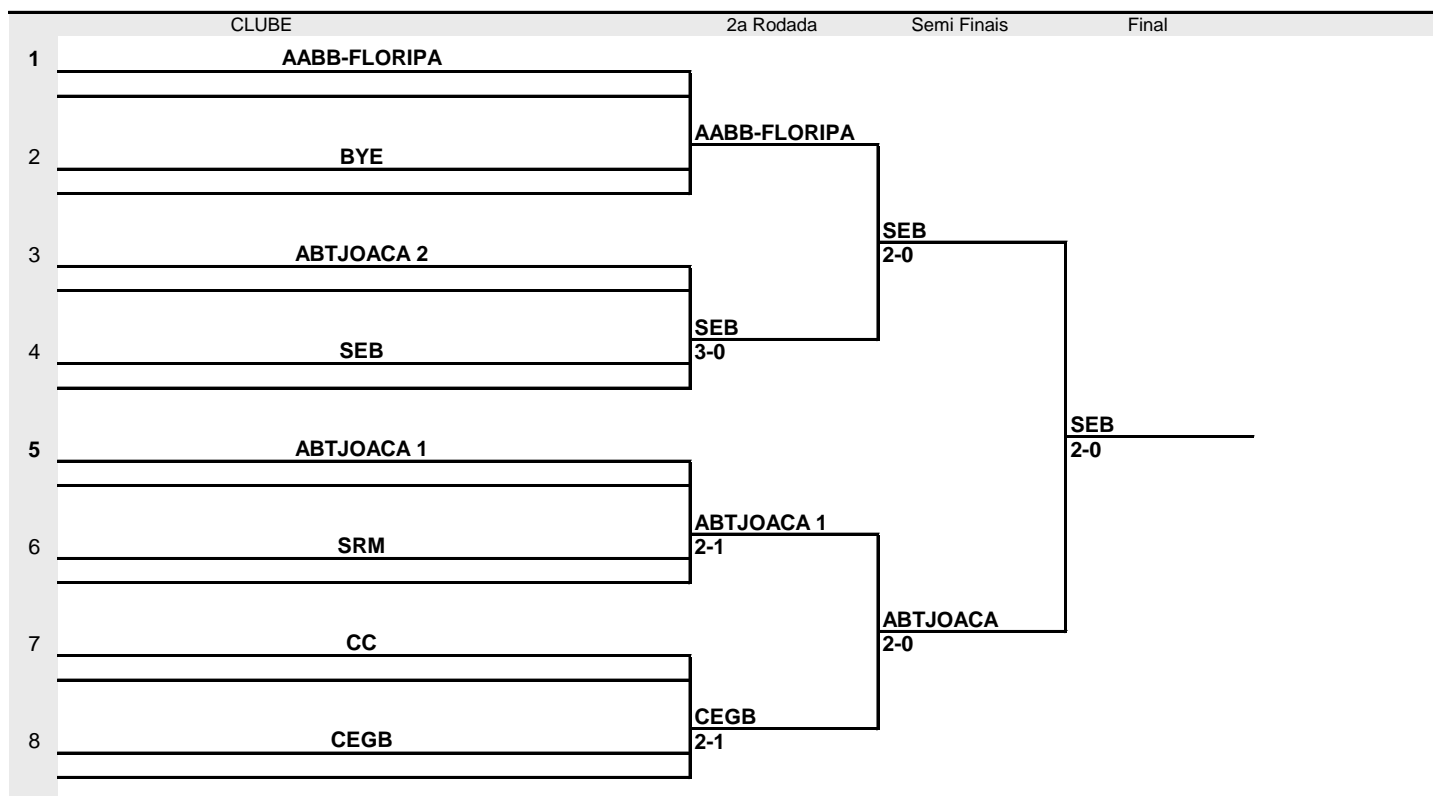 CLUBE 2a Rodada Semi Finais Final
1 AABB-FLORIPA
AABB-FLORIPA
2 BYE
SEB
3 ABTJOACA 2 2-0
SEB
4 SEB 3-0
SEB
5 ABTJOACA 1 2-0
ABTJOACA 1
6 SRM 2-1
ABTJOACA
7 CC 2-0
CEGB
8 CEGB 2-1